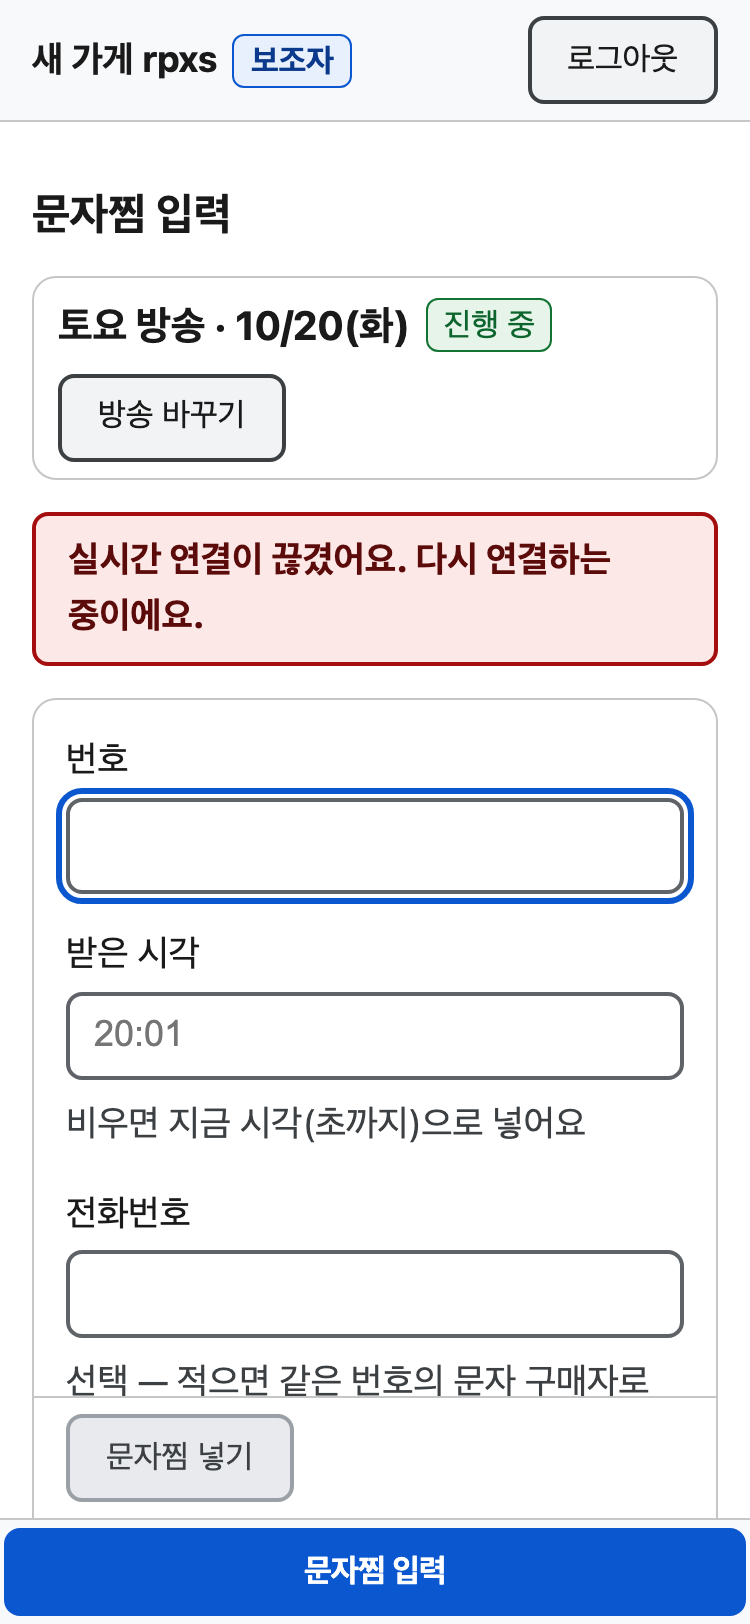 새 가게 rpxs
보조자
로그아웃
문자찜 입력
토요 방송 · 10/20(화)
진행 중
방송 바꾸기
실시간 연결이 끊겼어요. 다시 연결하는
중이에요.
번호
받은 시각
20:01
비우면 지금 시각(초까지)으로 넣어요
전화번호
선택 — 적으면 같은 번호의 문자 구매자로
문자찜 넣기
문자찜 입력